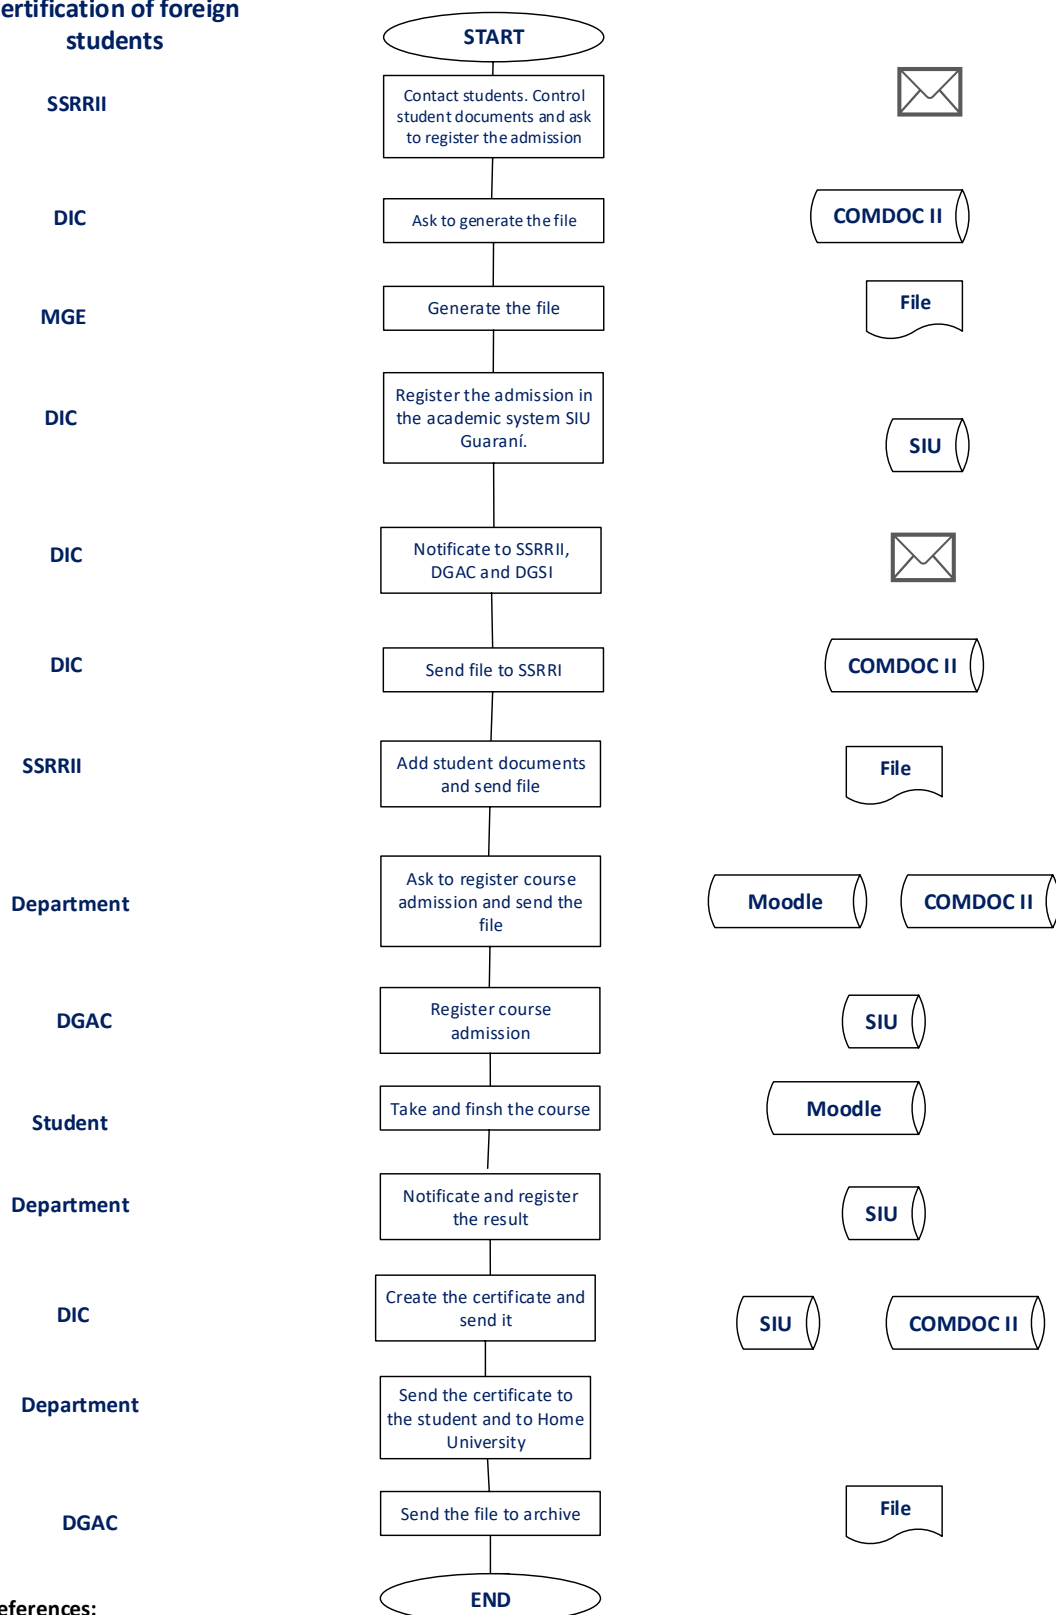 ertification of foreign
students
START
SSRRII
Contact students. Control
student documents and ask
to register the admission
DIC
Ask to generate the file
COMDOC II
MGE
Generate the file
File
DIC
Register the admission in
the academic system SIU
Guaraní.
SIU
DIC
Notificate to SSRRII,
DGAC and DGSI
DIC
Send file to SSRRI
COMDOC II
SSRRII
Add student documents
and send file
File
Department
Ask to register course
admission and send the
file
Moodle
COMDOC II
DGAC
Register course
admission
SIU
Student
Take and finsh the course
Moodle
Department
Notificate and register
the result
SIU
DIC
Create the certificate and
send it
SIU
COMDOC II
Department
Send the certificate to
the student and to Home
University
DGAC
Send the file to archive
File
END
eferences: